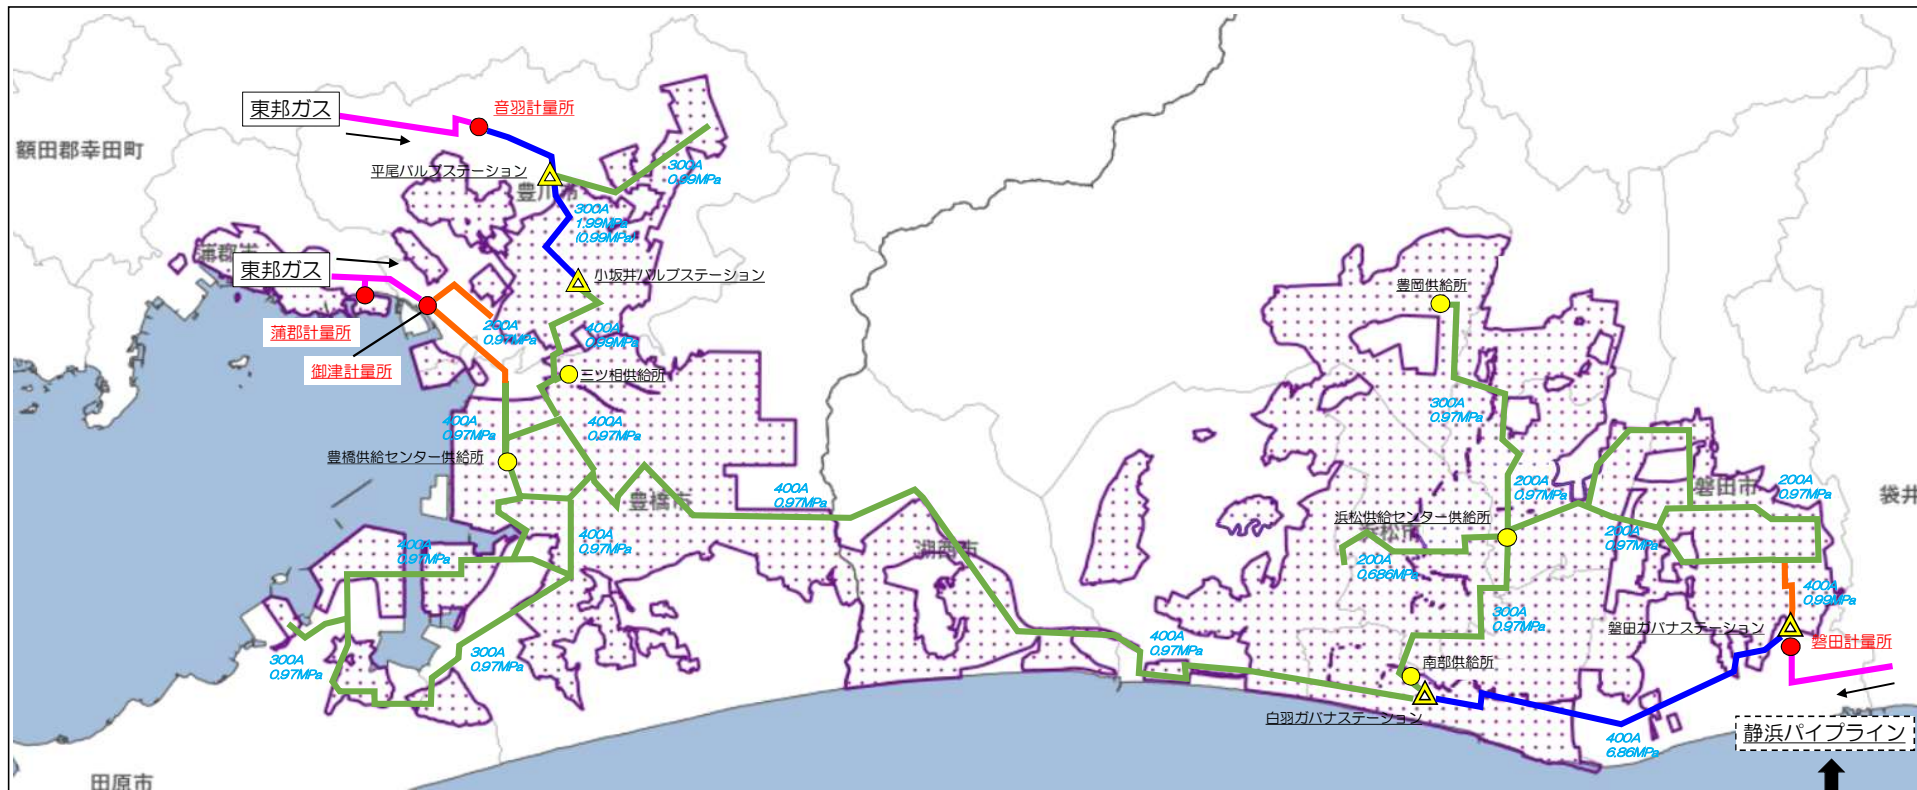 東邦ガス
音羽計量所
額田郡幸田町
平尾バルブステーション
300A
0.99MPa
豊川市
300A
1.99MPa
(0.99MPa)
蒲郡市
東邦ガス
小坂井バルブステーション
豊岡供給所
蒲郡計量所
200A
0.97MPa
400A
0.99MPa
御津計量所
三ツ相供給所
400A
0.97MPa
400A
0.97MPa
300A
0.97MPa
豊橋供給センター供給所
豊橋市
400A
0.97MPa
200A
0.97MPa
磐田市
200A
0.97MPa
袋井
浜松供給センター供給所
浜松市
湖西市
400A
0.97MPa
400A
0.97MPa
200A
0.97MPa
200A
0.686MPa
400A
0.99MPa
300A
0.97MPa
磐田ガバナステーション
磐田計量所
400A
0.97MPa
300A
0.97MPa
300A
0.97MPa
南部供給所
白羽ガバナステーション
400A
6.86MPa
静浜パイプライン
田原市